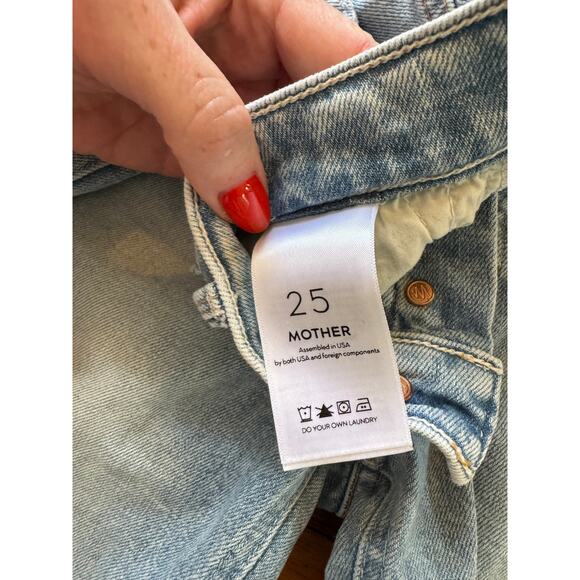 25
MOTHER
Assembled in USA
by both USA and foreign components
DO YOUR OWN LAUNDRY